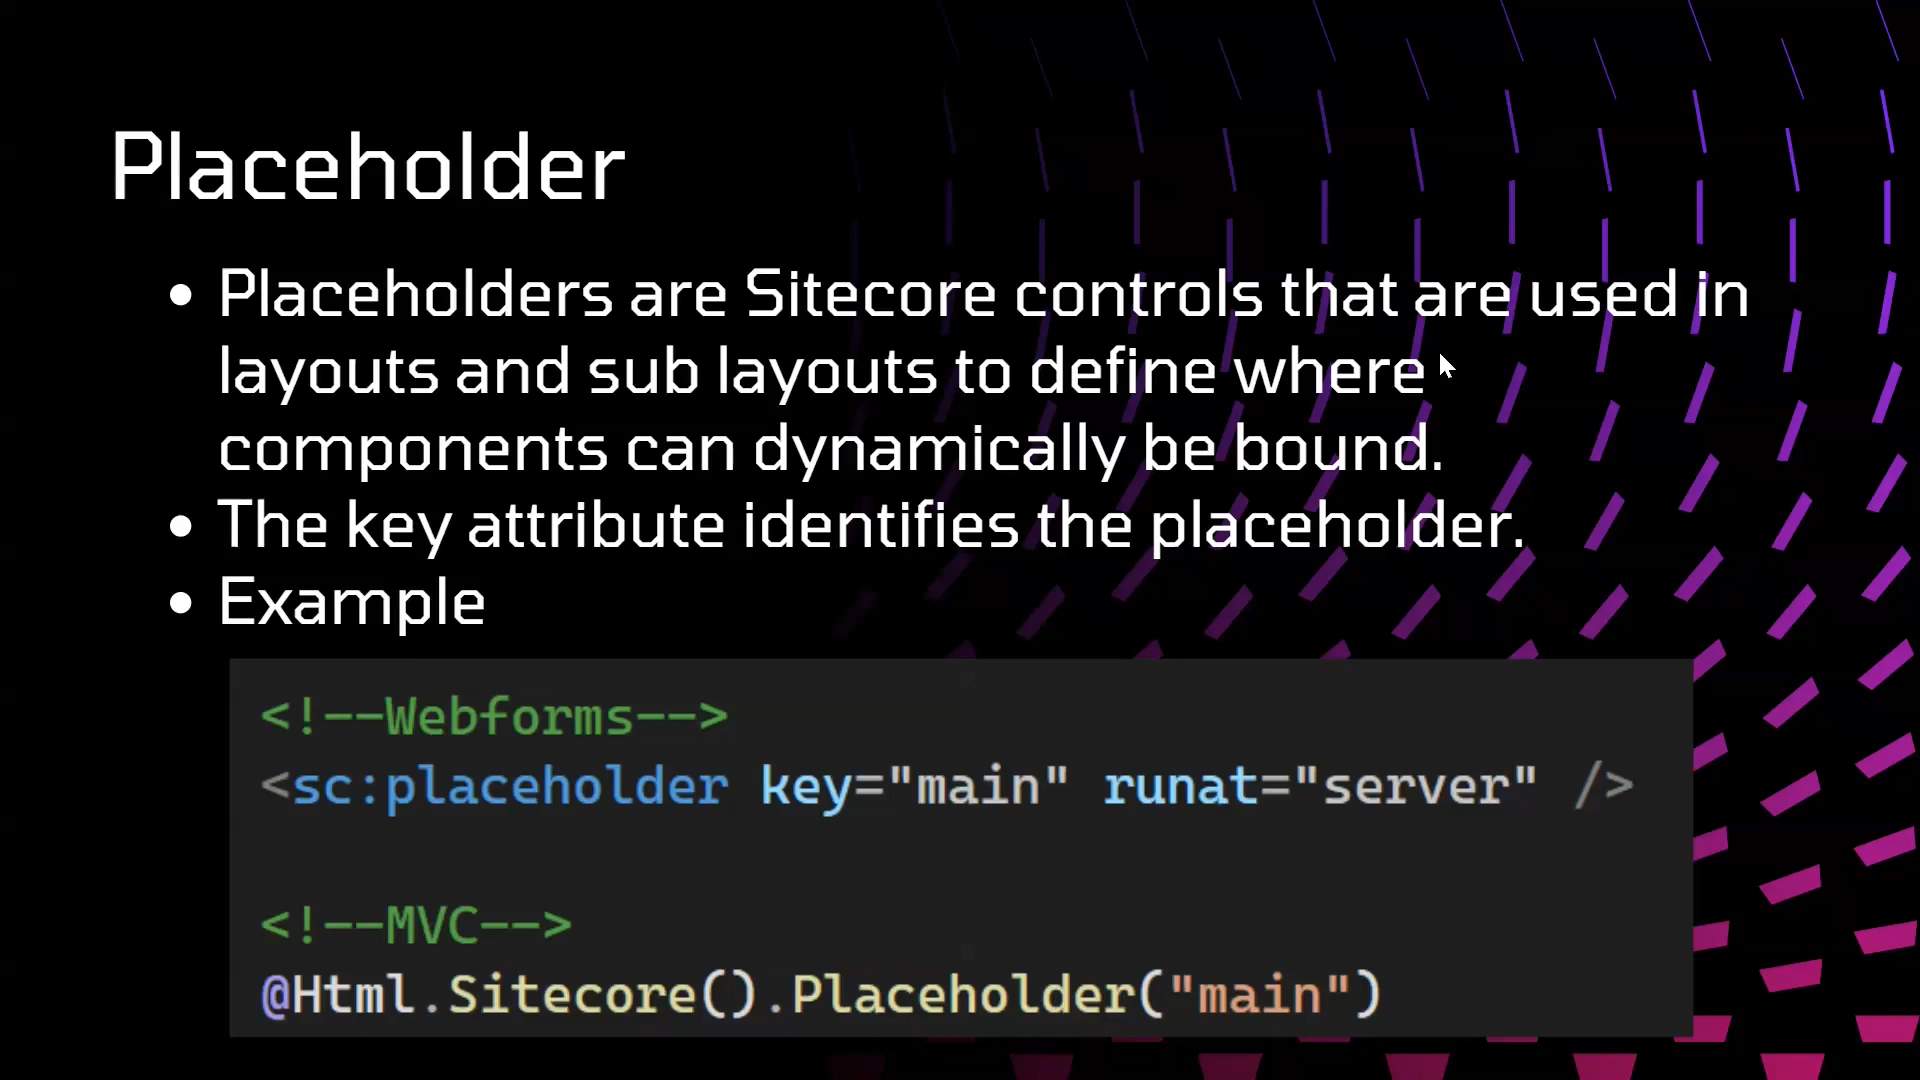 Placeholder
• Placeholders are Sitecore controls that are used in
layouts and sub layouts to define where
components can dynamically be bound.
• The key attribute identifies the placeholder.
• Example
<!--Webforms-->
<sc:placeholder key="main" runat="server" />
<!--MVC-->
@Html.Sitecore().Placeholder("main")